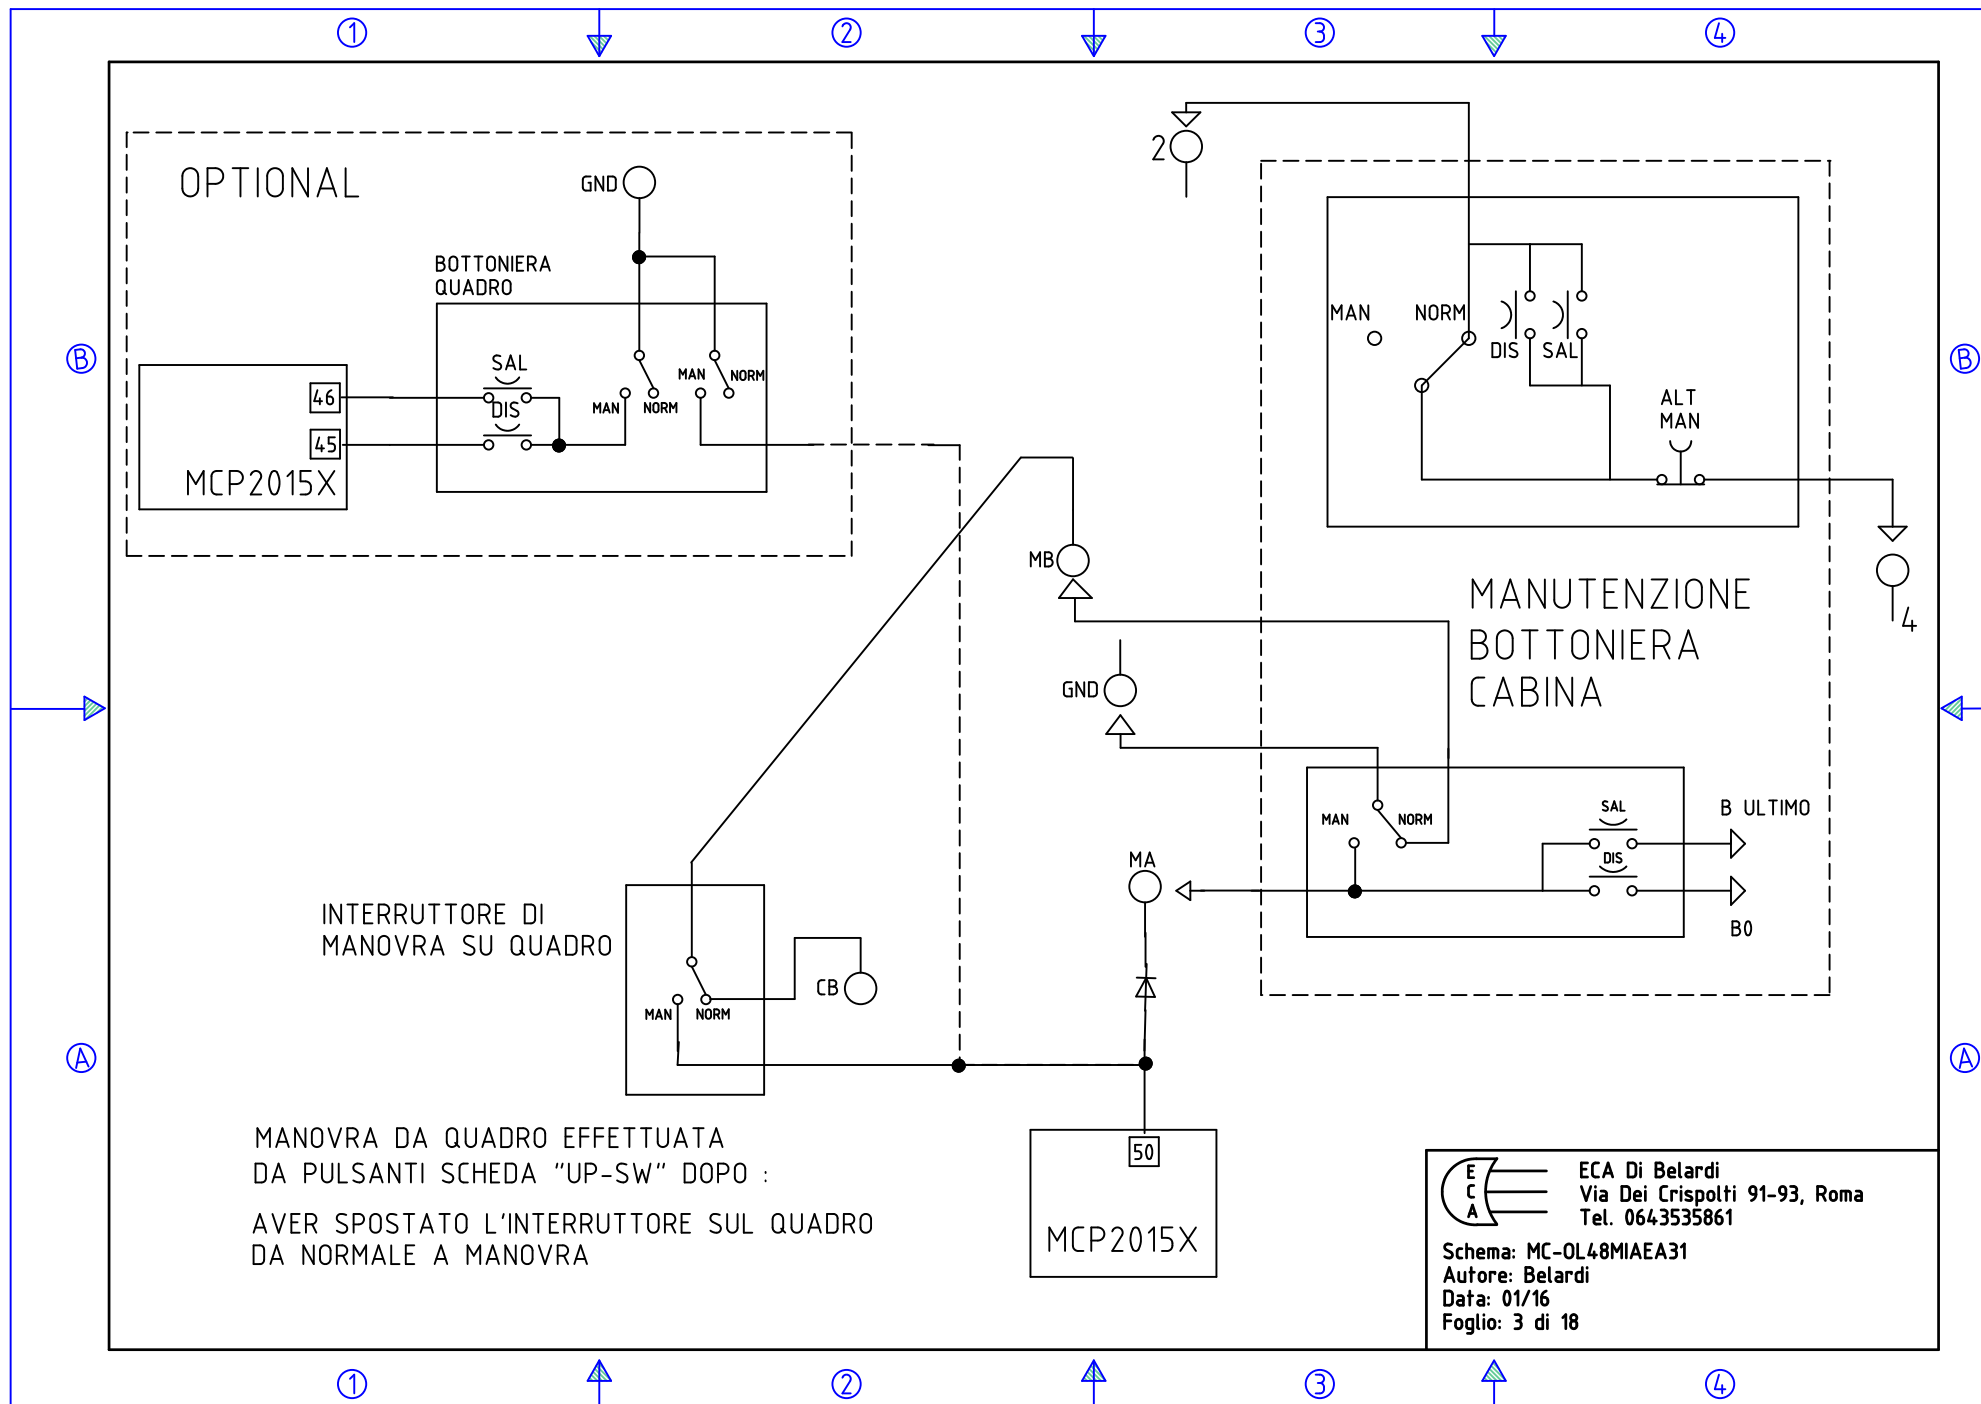 1
2
3
4
OPTIONAL
GND
BOTTONIERA
QUADRO
SAL
DIS
MAN
NORM
MAN
NORM
46
45
MCP2015X
B
2
MAN
NORM
DIS
SAL
ALT
MAN
B
4
MB
GND
MANUTENZIONE
BOTTONIERA
CABINA
MAN
NORM
SAL
DIS
B ULTIMO
B0
MA
INTERRUTTORE DI
MANOVRA SU QUADRO
MAN
NORM
CB
A
A
MANOVRA DA QUADRO EFFETTUATA
DA PULSANTI SCHEDA "UP-SW" DOPO :
AVER SPOSTATO L'INTERRUTTORE SUL QUADRO
DA NORMALE A MANOVRA
50
MCP2015X
E
C
A
ECA Di Belardi
Via Dei Crispolti 91-93, Roma
Tel. 0643535861
Schema: MC-OL48MIAEA31
Autore: Belardi
Data: 01/16
Foglio: 3 di 18
1
2
3
4